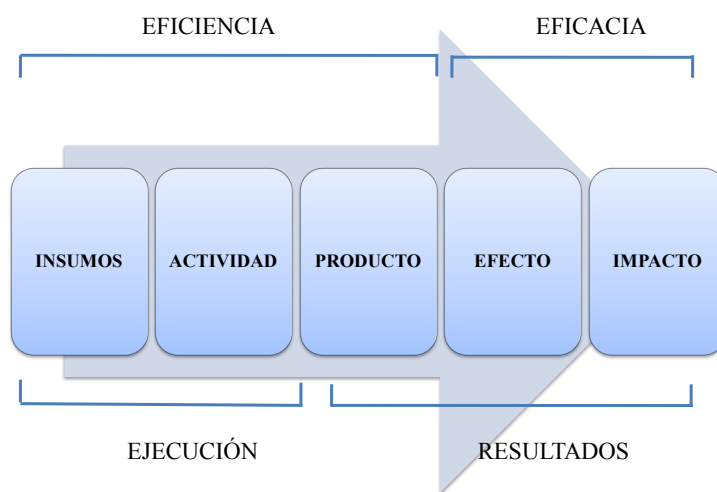 EFICIENCIA
EFICACIA
INSUMOS
ACTIVIDAD
PRODUCTO
EFECTO
IMPACTO
EJECUCIÓN
RESULTADOS